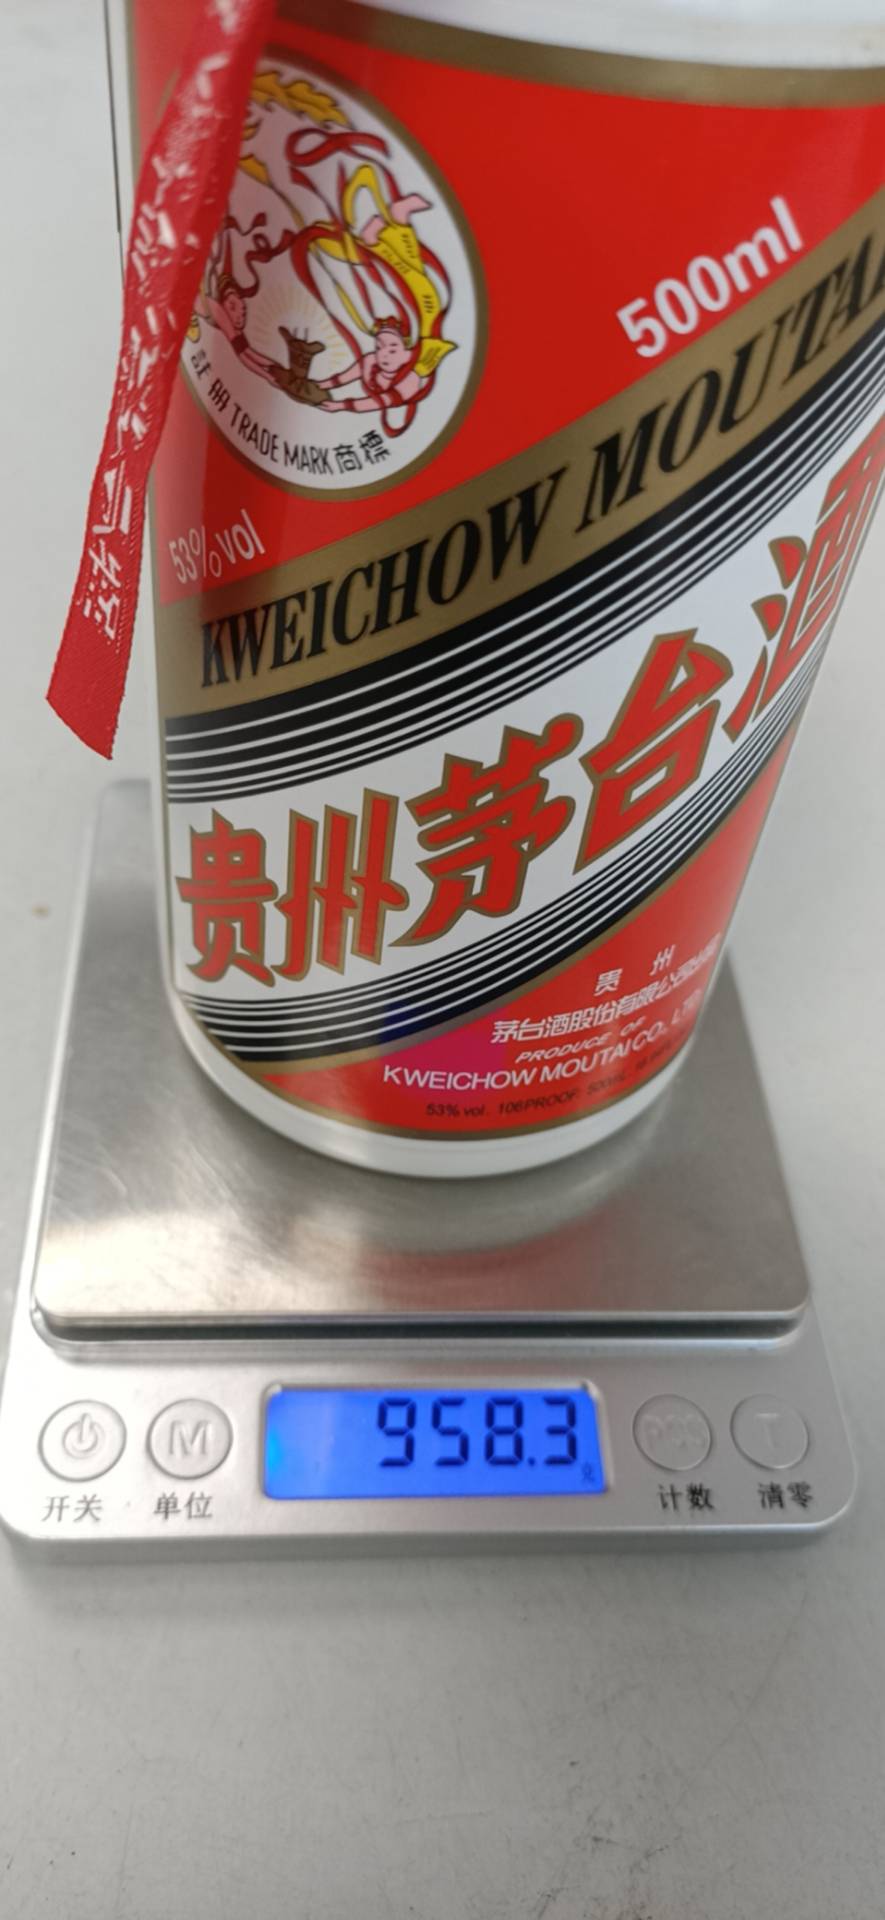 註册 TRADE MARK 商標
500ml
53%vol
KWEICHOW MOUTAI
贵州茅台酒
贵州
茅台酒股份有限公司出品
PRODUCE OF
KWEICHOW MOUTAI CO., LTD.
53% vol. 106PROOF 500mL
958.3
M
PCS
T
开关
单位
计数
清零